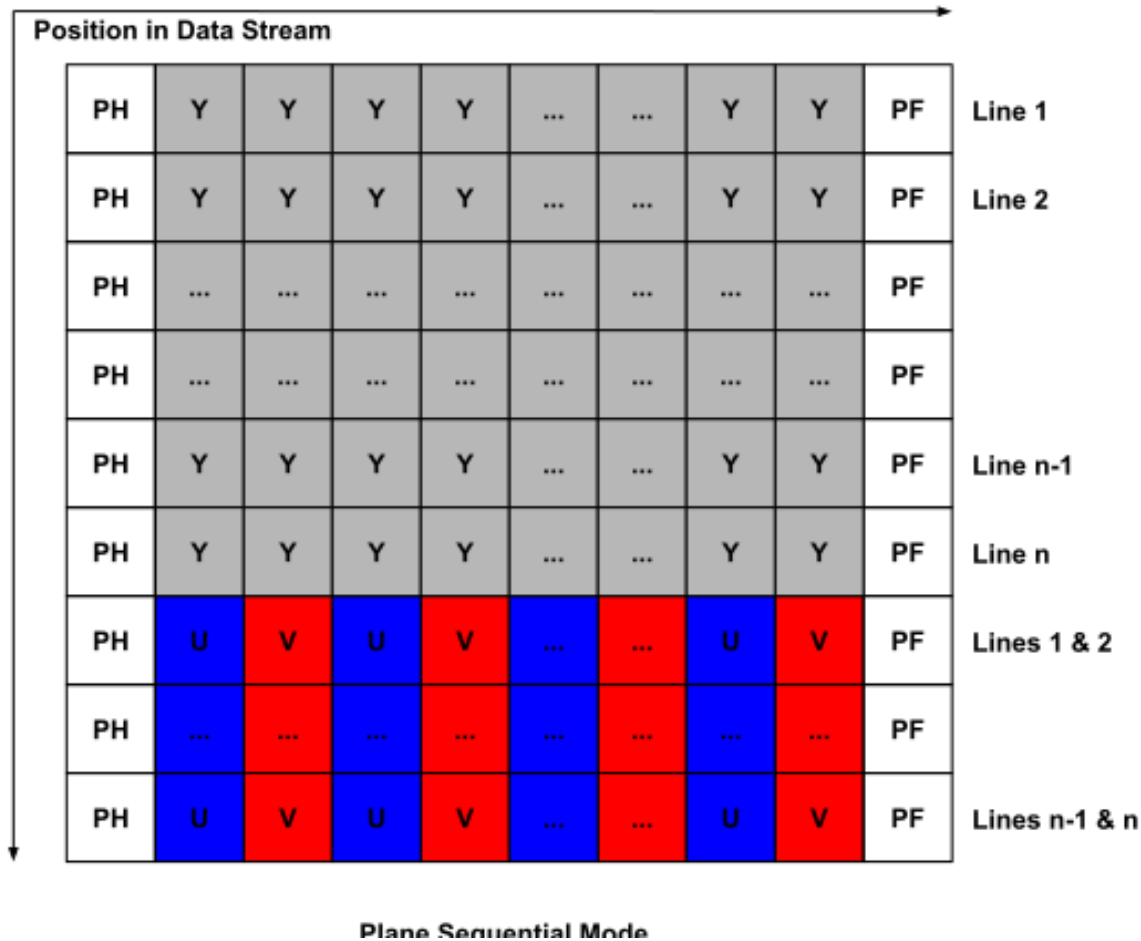 Position in Data Stream
PH Y Y Y Y ... ... Y Y PF Line 1
PH Y Y Y Y ... ... Y Y PF Line 2
PH ... ... ... ... ... ... ... ... PF
PH ... ... ... ... ... ... ... ... PF
PH Y Y Y Y ... ... Y Y PF Line n-1
PH Y Y Y Y ... ... Y Y PF Line n
PH U V U V ... ... U V PF Lines 1 & 2
PH ... ... ... ... ... ... ... ... PF
PH U V U V ... ... U V PF Lines n-1 & n
Plane Sequential Mode